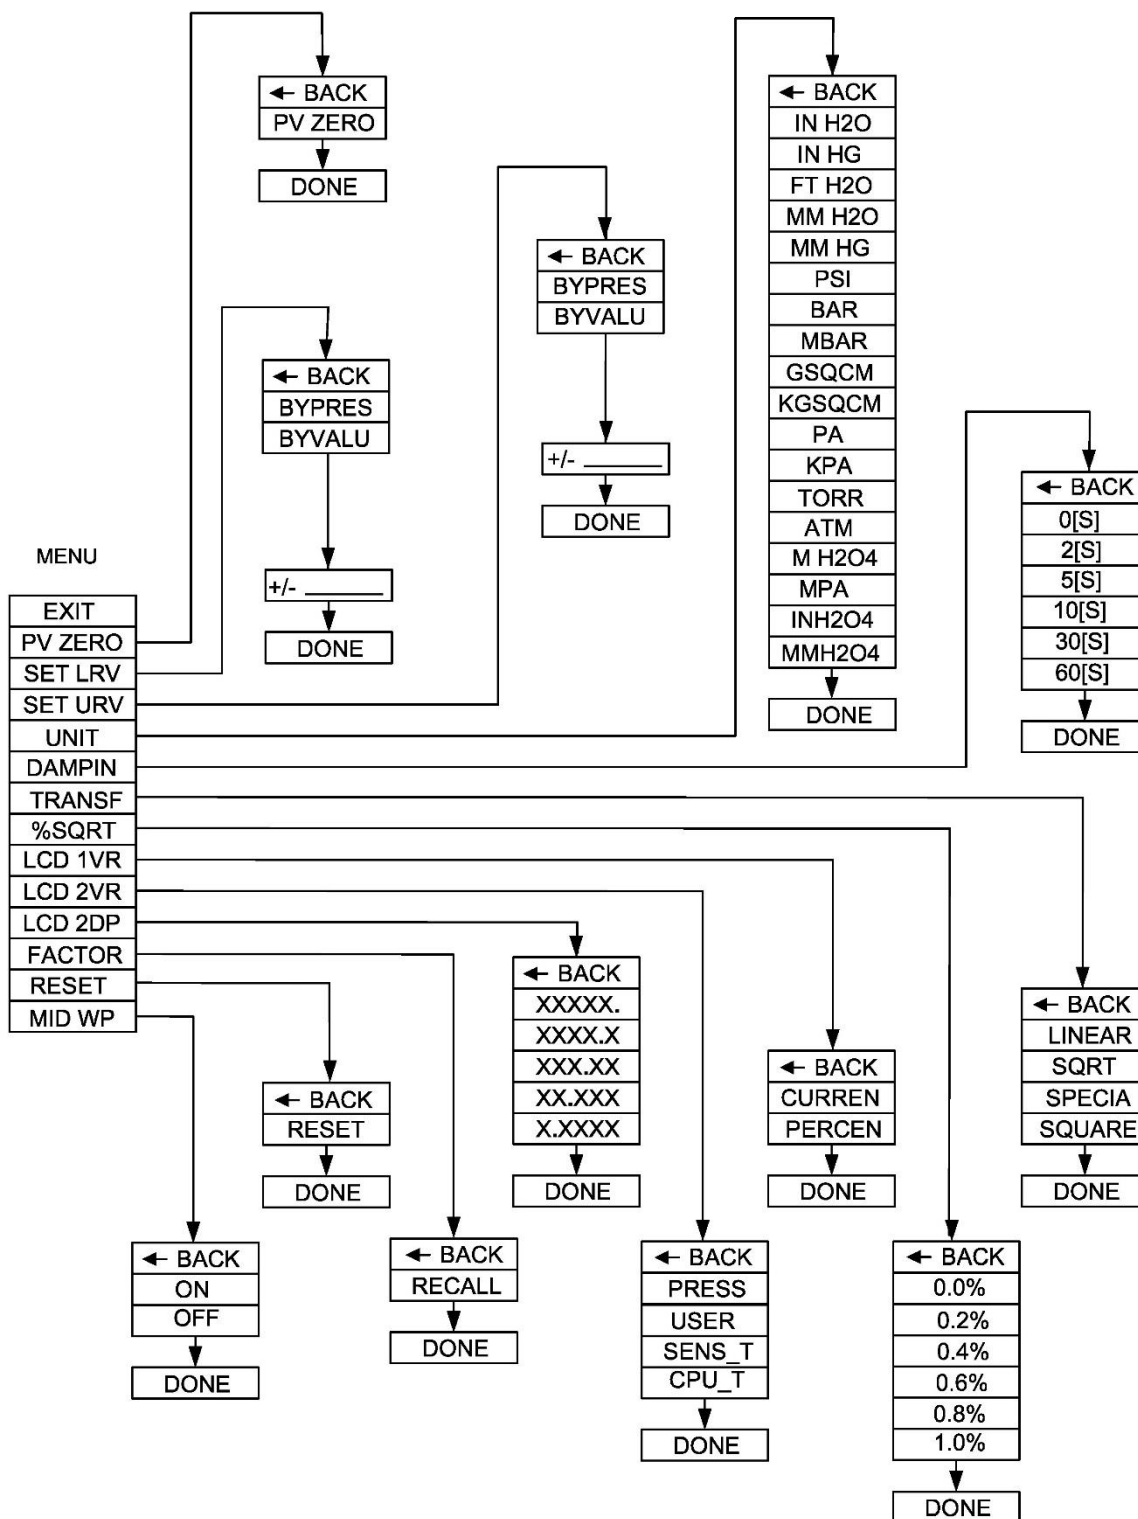 MENU
EXIT
PV ZERO
SET LRV
SET URV
UNIT
DAMPIN
TRANSF
%SQRT
LCD 1VR
LCD 2VR
LCD 2DP
FACTOR
RESET
MID WP
← BACK
PV ZERO
DONE
← BACK
BYPRES
BYVALU
+/- ______
DONE
← BACK
BYPRES
BYVALU
+/- ______
DONE
← BACK
IN H2O
IN HG
FT H2O
MM H2O
MM HG
PSI
BAR
MBAR
GSQCM
KGSQCM
PA
KPA
TORR
ATM
M H2O4
MPA
INH2O4
MMH2O4
DONE
← BACK
0[S]
2[S]
5[S]
10[S]
30[S]
60[S]
DONE
← BACK
LINEAR
SQRT
SPECIA
SQUARE
DONE
← BACK
0.0%
0.2%
0.4%
0.6%
0.8%
1.0%
DONE
← BACK
CURREN
PERCEN
DONE
← BACK
PRESS
USER
SENS_T
CPU_T
DONE
← BACK
XXXXX.
XXXX.X
XXX.XX
XX.XXX
X.XXXX
DONE
← BACK
RECALL
DONE
← BACK
RESET
DONE
← BACK
ON
OFF
DONE